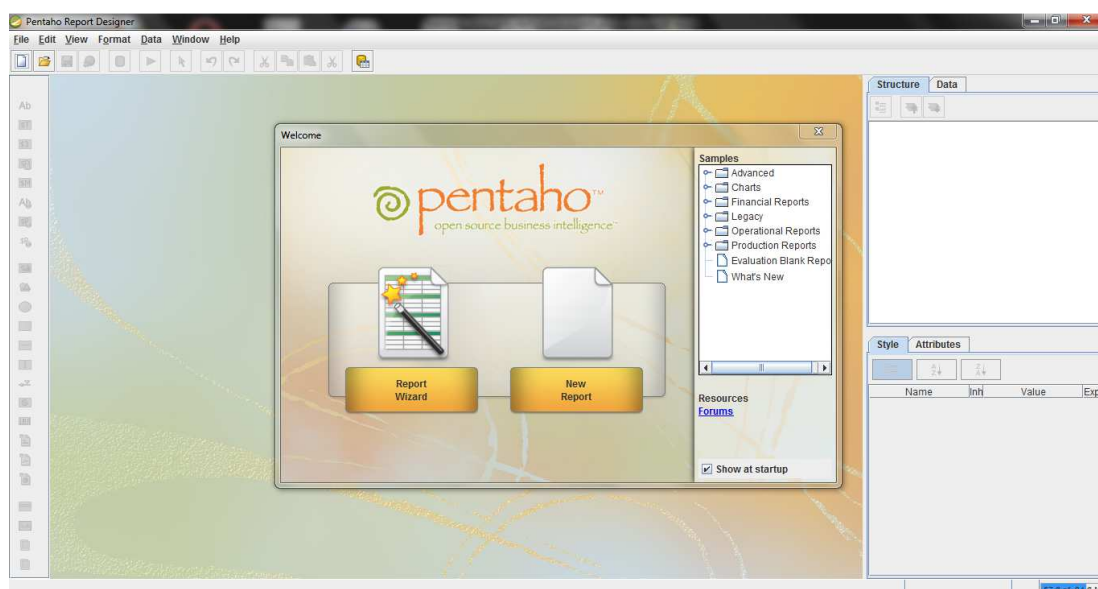 Pentaho Report Designer
File Edit View Format Data Window Help
Structure Data
Ab
Welcome
Samples
Advanced
Charts
Financial Reports
Legacy
Operational Reports
Production Reports
Evaluation Blank Repo
What's New
pentaho™
open source business intelligence™
Report
Wizard
New
Report
Resources
Forums
Show at startup
Style Attributes
Name Inh Value Exp